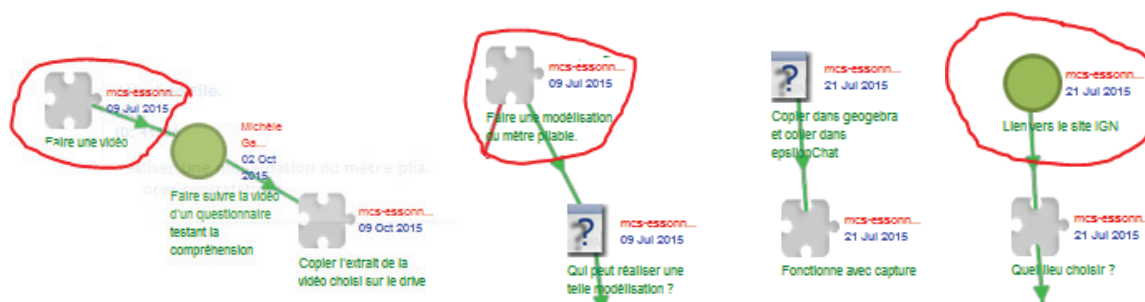 mcs-essonn...
09 Jul 2015
Faire une vidéo
Michèle
Ga...
02 Oct
2015
Faire suivre la vidéo
d'un questionnaire
testant la
compréhension
mcs-essonn...
09 Oct 2015
Copier l'extrait de la
vidéo choisi sur le drive
mcs-essonn...
09 Jul 2015
Faire une modélisation
du mètre pliable.
mcs-essonn...
09 Jul 2015
Qui peut réaliser une
telle modélisation ?
mcs-essonn...
21 Jul 2015
Copier dans geogebra
et coller dans
epsilonChat
mcs-essonn...
21 Jul 2015
Fonctionne avec capture
mcs-essonn...
21 Jul 2015
Lien vers le site IGN
mcs-essonn...
21 Jul 2015
Quel lieu choisir ?